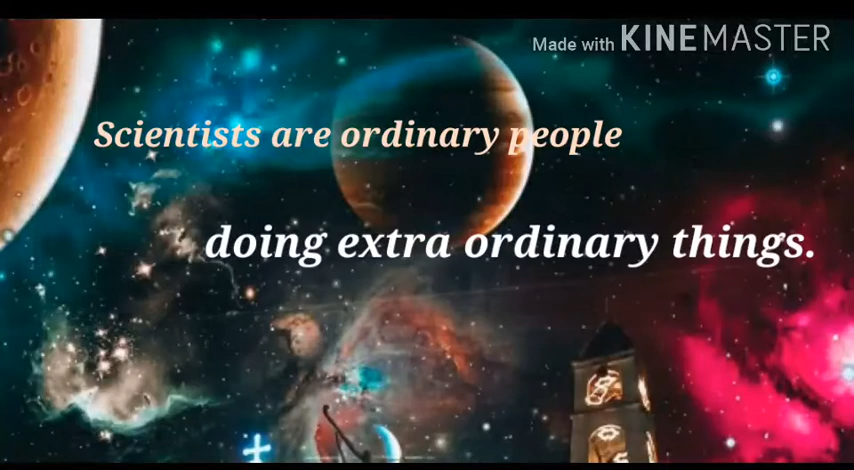 Made with KINEMASTER
Scientists are ordinary people
doing extra ordinary things.